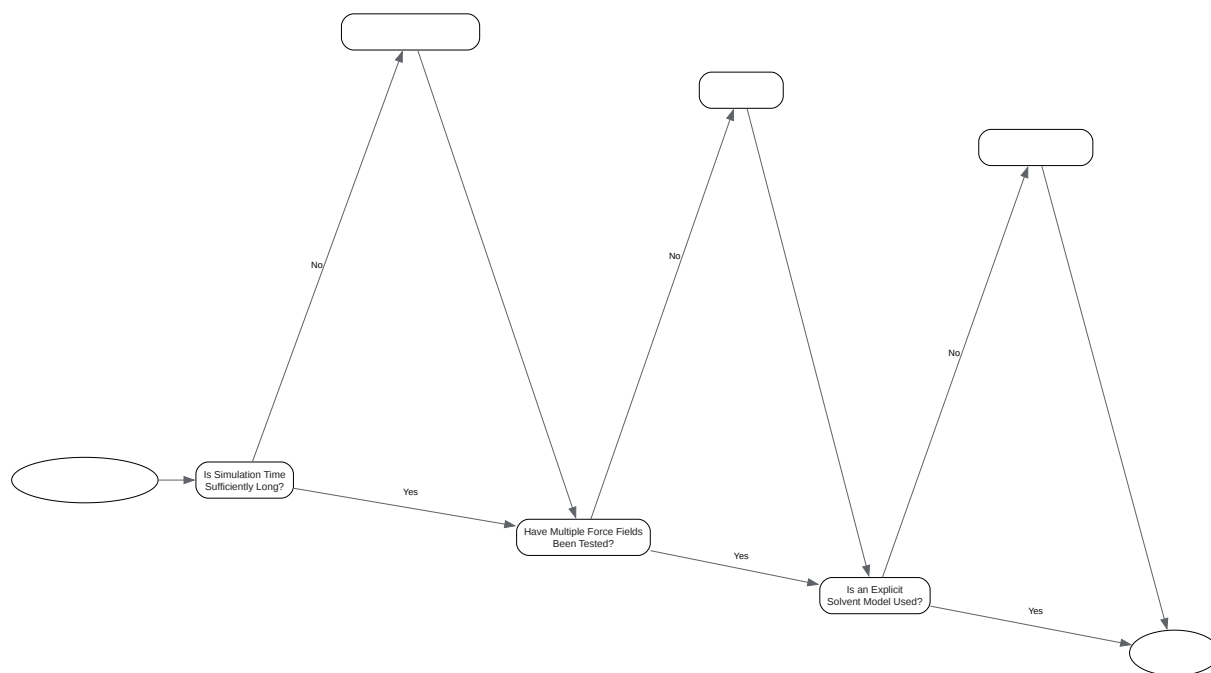 No
No
No
Is Simulation Time
Sufficiently Long?
Yes
Have Multiple Force Fields
Been Tested?
Yes
Is an Explicit
Solvent Model Used?
Yes